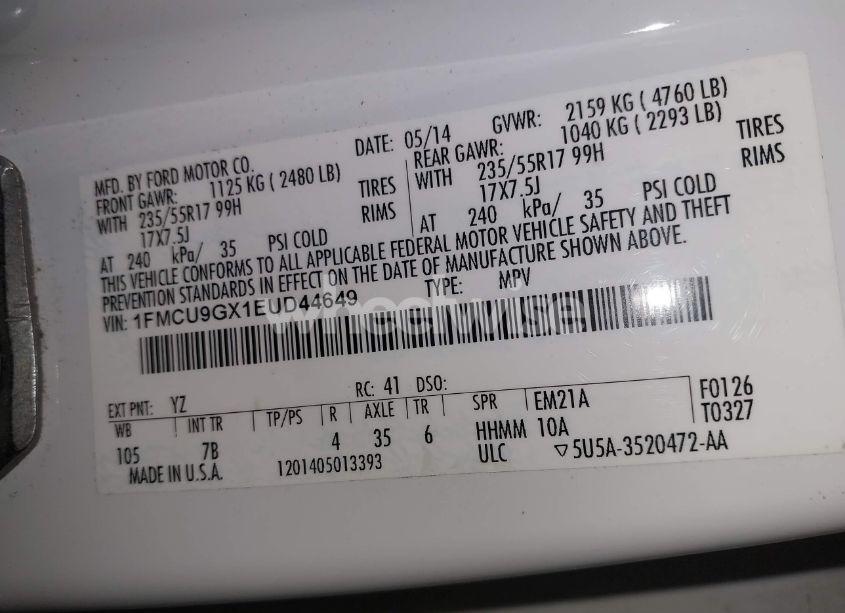 MFD. BY FORD MOTOR CO.
DATE: 05/14 GVWR: 2159 KG ( 4760 LB)
FRONT GAWR: 1125 KG ( 2480 LB)
REAR GAWR: 1040 KG ( 2293 LB)
WITH 235/55R17 99H TIRES
WITH 235/55R17 99H TIRES
17X7.5J RIMS
17X7.5J RIMS
AT 240 kPa/ 35 PSI COLD
AT 240 kPa/ 35 PSI COLD
THIS VEHICLE CONFORMS TO ALL APPLICABLE FEDERAL MOTOR VEHICLE SAFETY AND THEFT
PREVENTION STANDARDS IN EFFECT ON THE DATE OF MANUFACTURE SHOWN ABOVE.
VIN: 1FMCU9GX1EUD44649 TYPE: MPV
wheelwise
EXT PNT: YZ RC: 41 DSO:
WB INT TR TP/PS R AXLE TR SPR EM21A F0126
105 7B 4 35 6 HHMM 10A T0327
MADE IN U.S.A. 1201405013393 ULC ▽5U5A-3520472-AA